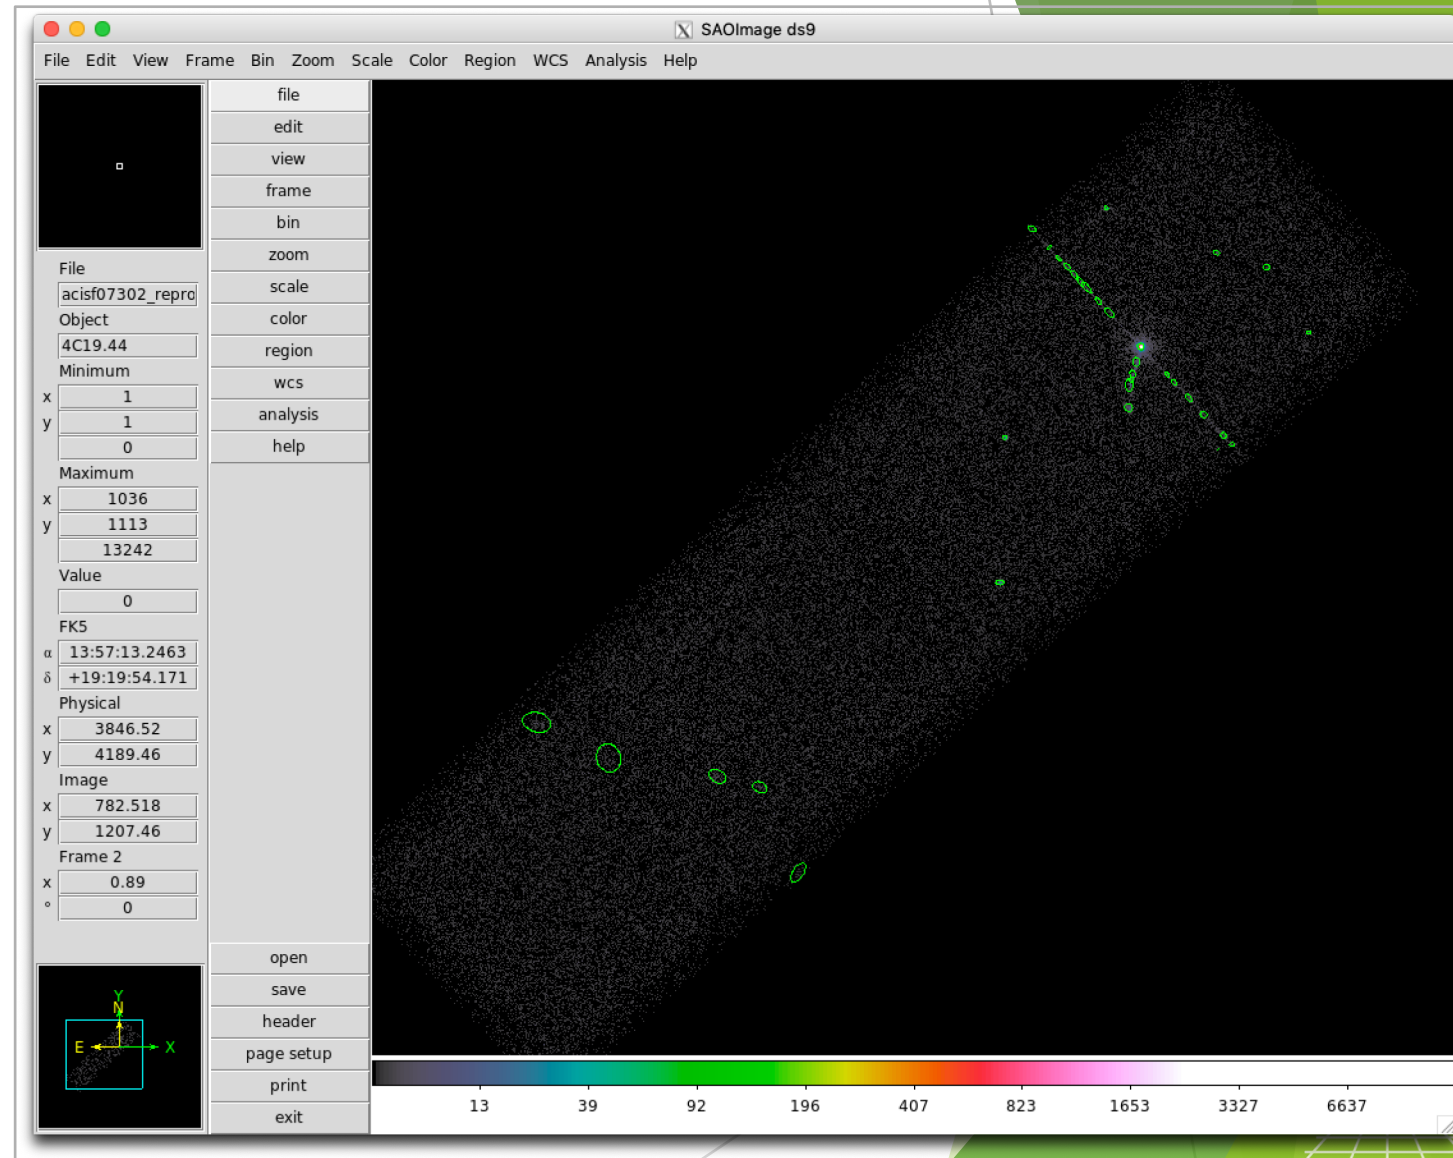 SAOImage ds9
File Edit View Frame Bin Zoom Scale Color Region WCS Analysis Help
file
edit
view
frame
bin
zoom
scale
color
region
wcs
analysis
help
File
acisf07302_repro
Object
4C19.44
Minimum
x 1
y 1
0
Maximum
x 1036
y 1113
13242
Value
0
FK5
α 13:57:13.2463
δ +19:19:54.171
Physical
x 3846.52
y 4189.46
Image
x 782.518
y 1207.46
Frame 2
x 0.89
° 0
Y
N
E X
open
save
header
page setup
print
exit
13 39 92 196 407 823 1653 3327 6637